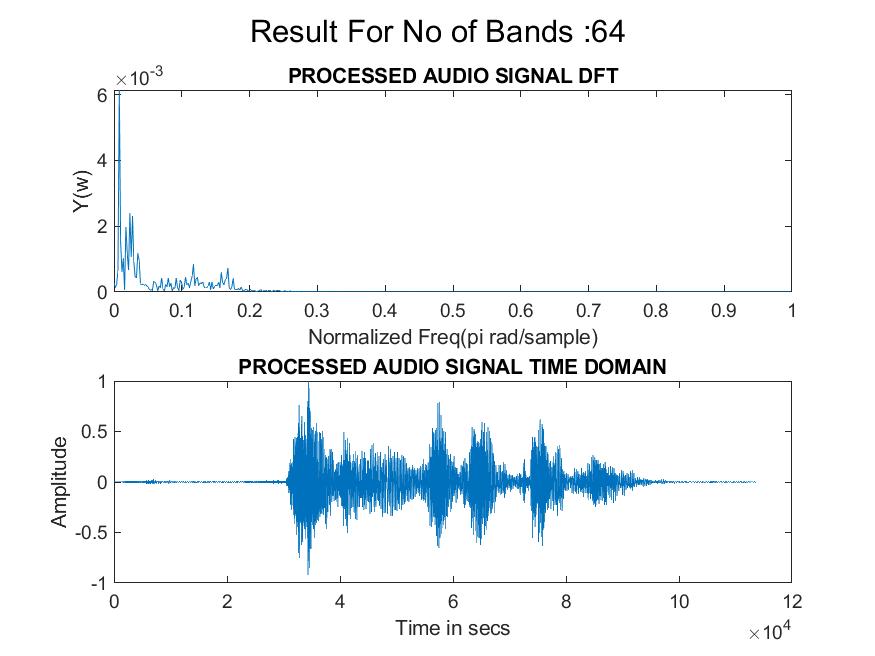 Result For No of Bands :64
×10-3
PROCESSED AUDIO SIGNAL DFT
6
4
2
0
Y(w)
0 0.1 0.2 0.3 0.4 0.5 0.6 0.7 0.8 0.9 1
Normalized Freq(pi rad/sample)
PROCESSED AUDIO SIGNAL TIME DOMAIN
1
0.5
0
-0.5
-1
Amplitude
0 2 4 6 8 10 12
Time in secs
×104